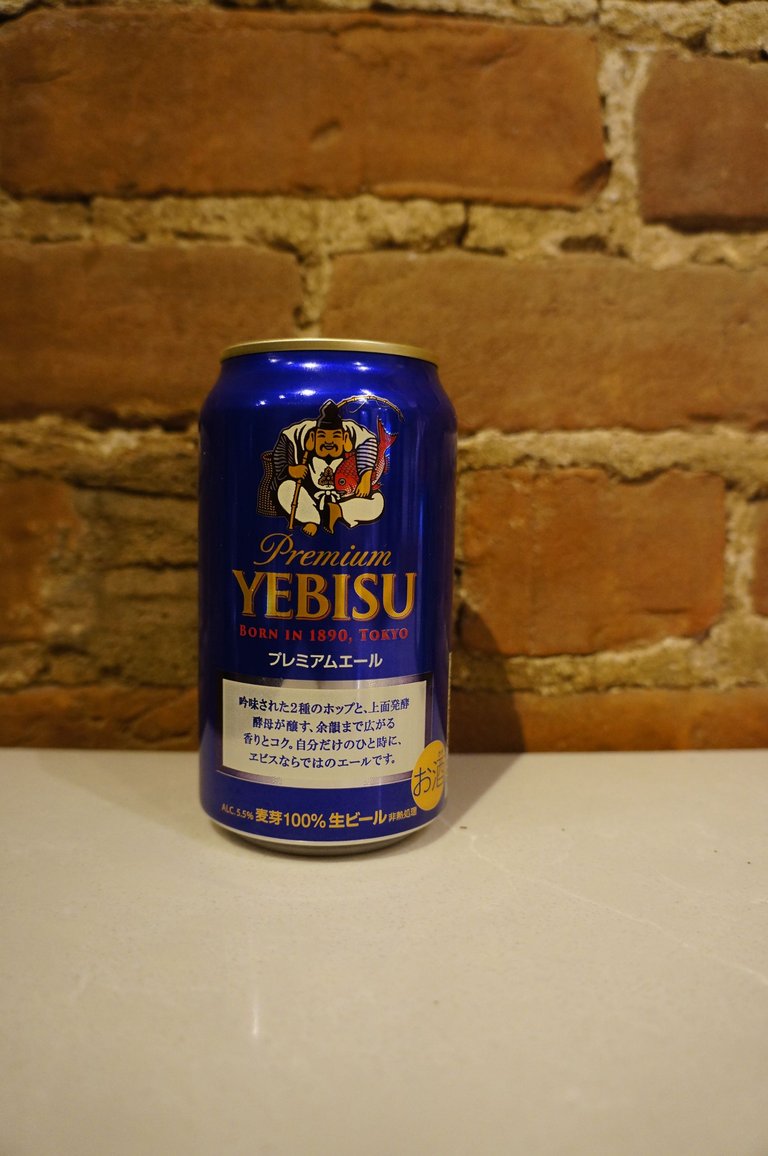 Premium
YEBISU
BORN IN 1890, TOKYO
プレミアムエール
吟味された2種のホップと、上面発酵
酵母が醸す、余韻まで広がる
香りとコク。自分だけのひと時に、
ヱビスならではのエールです。
お酒
ALC.5.5% 麦芽100% 生ビール 非熱処理